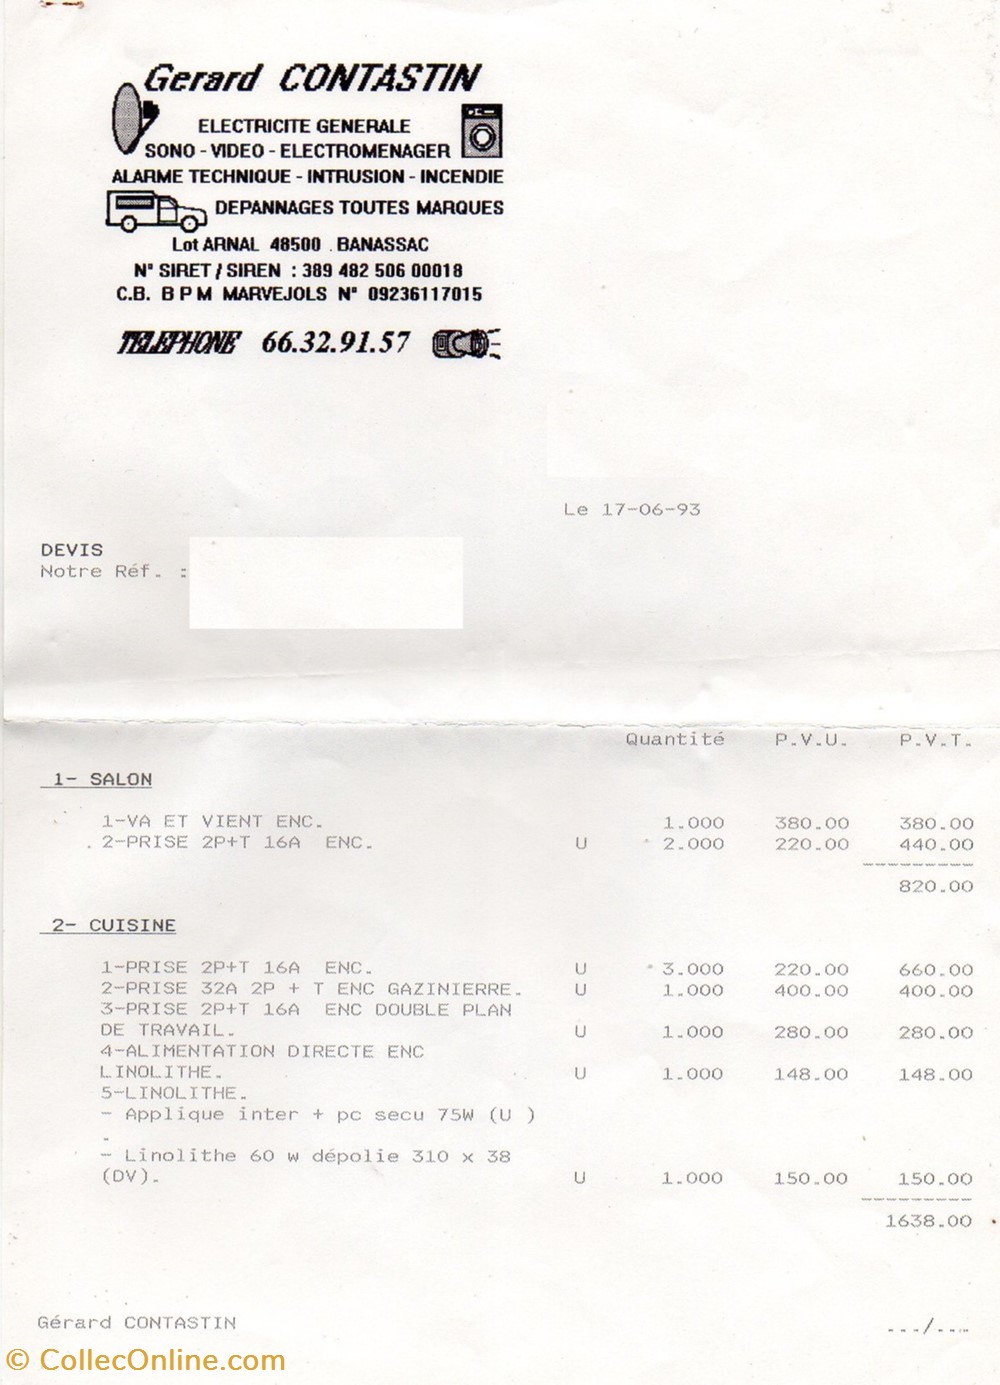 Gerard CONTASTIN
ELECTRICITE GENERALE
SONO - VIDEO - ELECTROMENAGER
ALARME TECHNIQUE - INTRUSION - INCENDIE
DEPANNAGES TOUTES MARQUES
Lot ARNAL 48500 . BANASSAC
N° SIRET / SIREN : 389 482 506 00018
C.B. B P M MARVEJOLS N° 09236117015
TELEPHONE 66.32.91.57
Le 17-06-93
DEVIS
Notre Réf. :
Quantité P.V.U. P.V.T.
1- SALON
1-VA ET VIENT ENC. 1.000 380.00 380.00
2-PRISE 2P+T 16A ENC. U 2.000 220.00 440.00
----------
820.00
2- CUISINE
1-PRISE 2P+T 16A ENC. U 3.000 220.00 660.00
2-PRISE 32A 2P + T ENC GAZINIERRE. U 1.000 400.00 400.00
3-PRISE 2P+T 16A ENC DOUBLE PLAN
DE TRAVAIL. U 1.000 280.00 280.00
4-ALIMENTATION DIRECTE ENC
LINOLITHE. U 1.000 148.00 148.00
5-LINOLITHE.
- Applique inter + pc secu 75W (U )
.
- Linolithe 60 w dépolie 310 x 38
(DV). U 1.000 150.00 150.00
----------
1638.00
Gérard CONTASTIN .../...
© CollecOnline.com